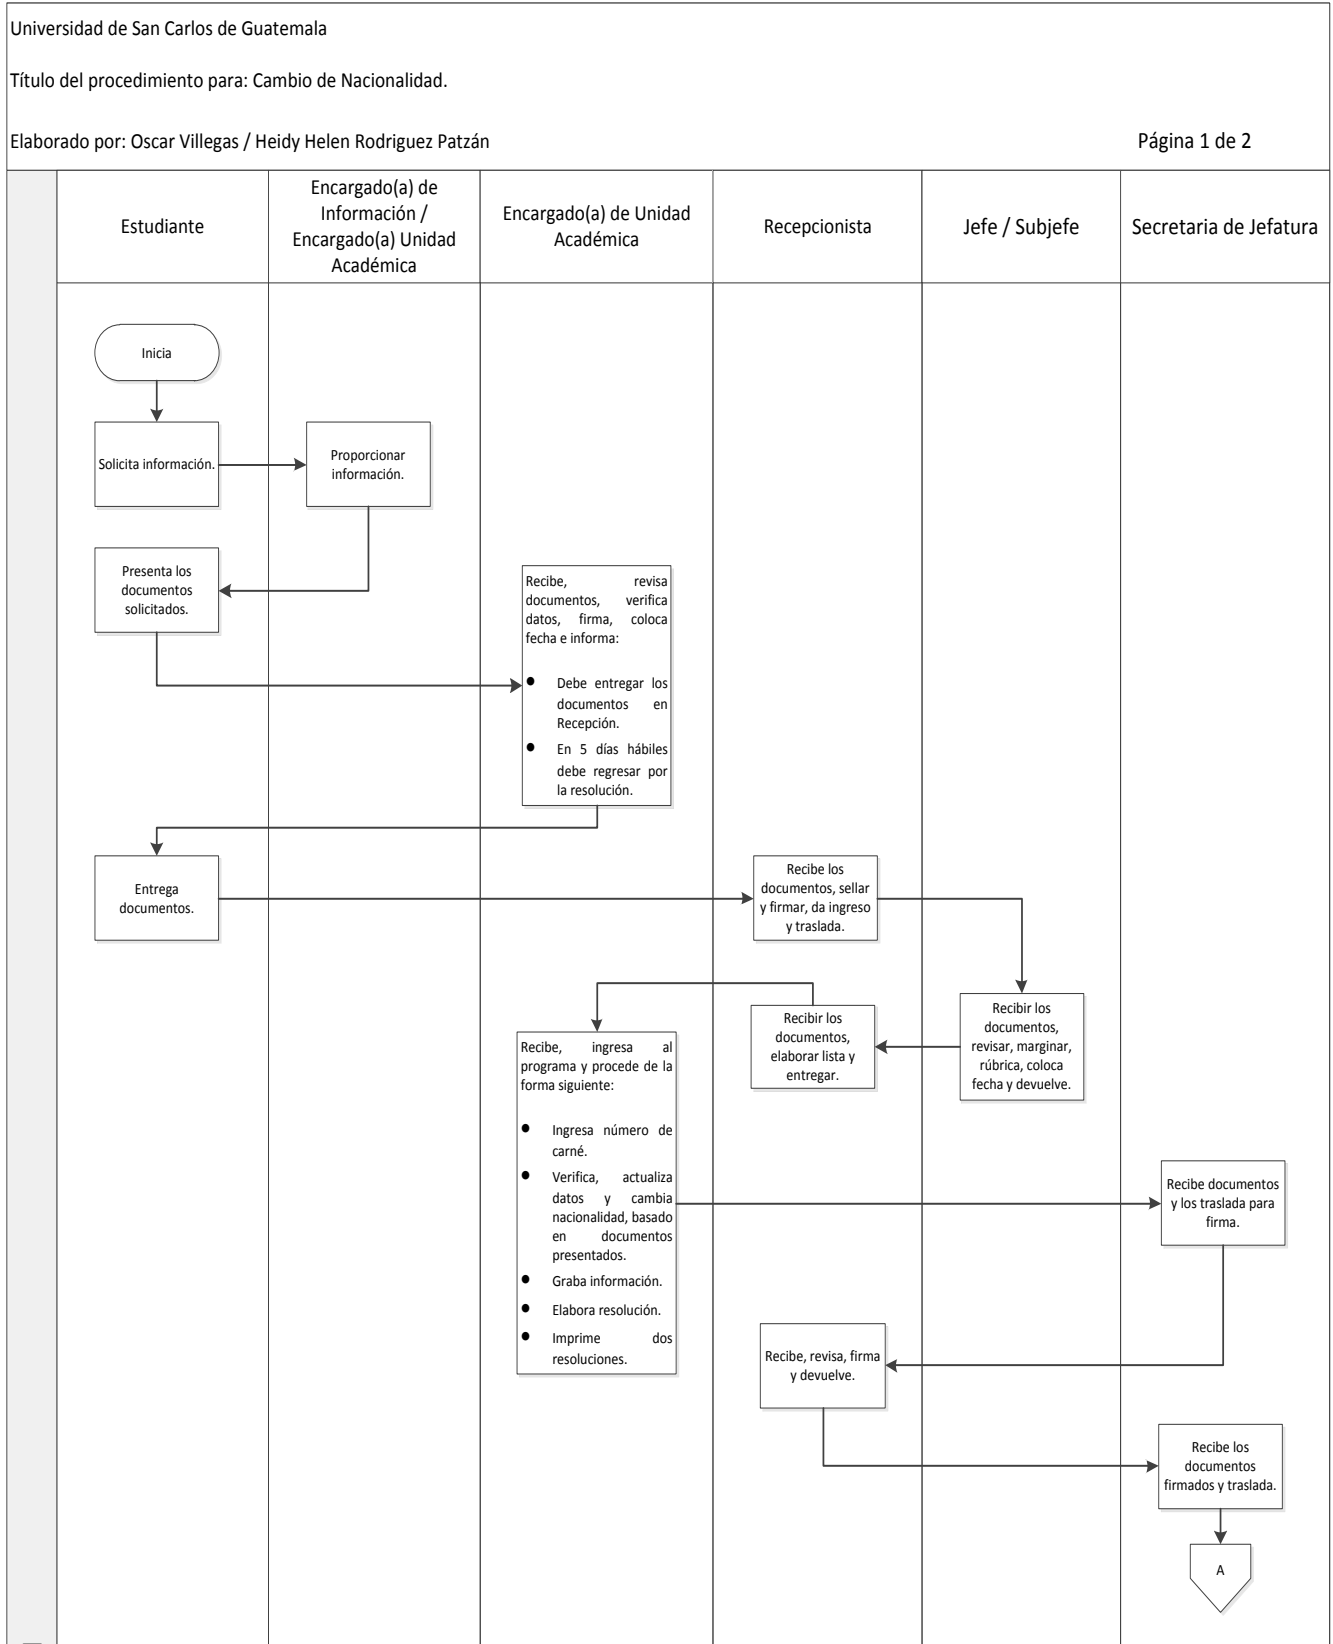 Universidad de San Carlos de Guatemala
Título del procedimiento para: Cambio de Nacionalidad.
Elaborado por: Oscar Villegas / Heidy Helen Rodriguez Patzán
Página 1 de 2
Estudiante
Encargado(a) de
Información /
Encargado(a) Unidad
Académica
Encargado(a) de Unidad
Académica
Recepcionista
Jefe / Subjefe
Secretaria de Jefatura
Inicia
Solicita información.
Proporcionar
información.
Presenta los
documentos
solicitados.
Recibe, revisa
documentos, verifica
datos, firma, coloca
fecha e informa:
● Debe entregar los
documentos en
Recepción.
● En 5 días hábiles
debe regresar por
la resolución.
Entrega
documentos.
Recibe los
documentos, sellar
y firmar, da ingreso
y traslada.
Recibir los
documentos,
revisar, marginar,
rúbrica, coloca
fecha y devuelve.
Recibir los
documentos,
elaborar lista y
entregar.
Recibe, ingresa al
programa y procede de la
forma siguiente:
● Ingresa número de
carné.
● Verifica, actualiza
datos y cambia
nacionalidad, basado
en documentos
presentados.
● Graba información.
● Elabora resolución.
● Imprime dos
resoluciones.
Recibe documentos
y los traslada para
firma.
Recibe, revisa, firma
y devuelve.
Recibe los
documentos
firmados y traslada.
A